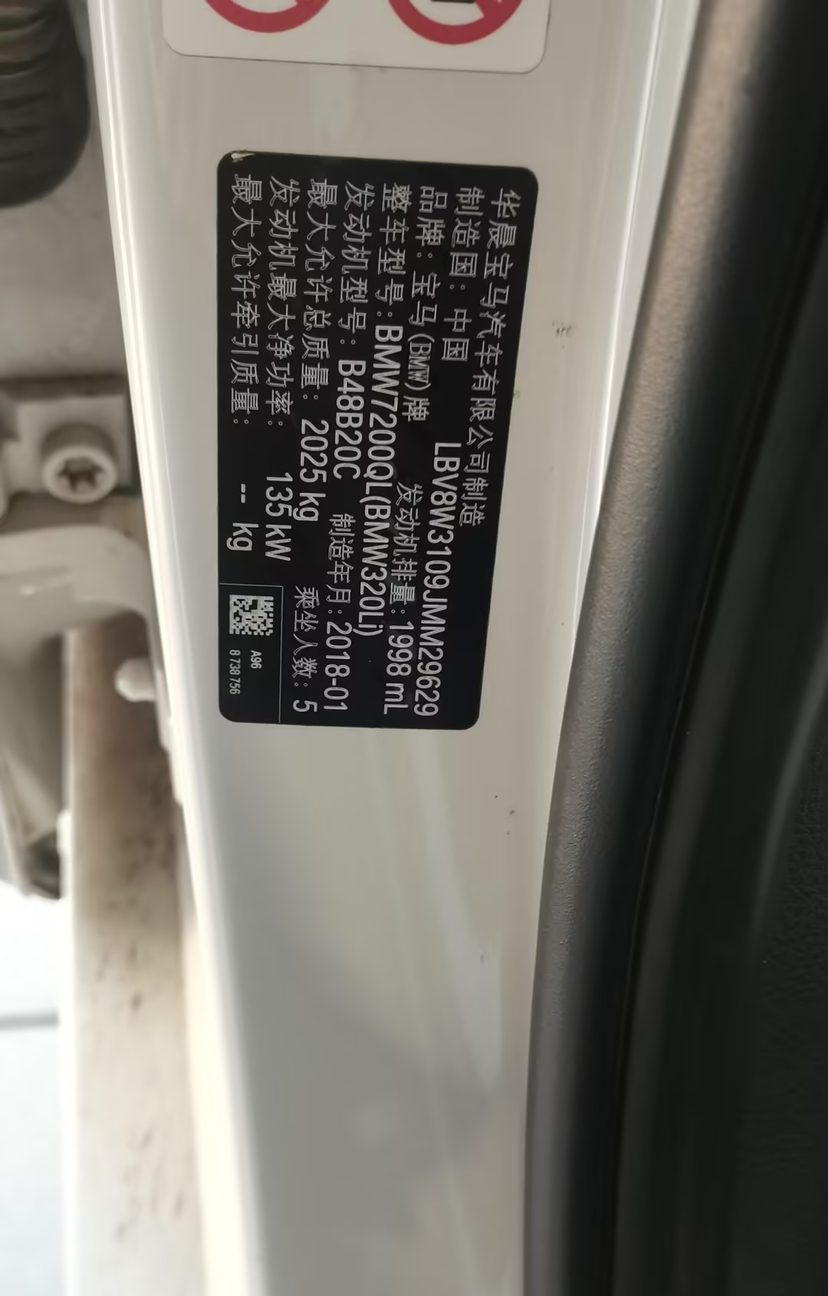 华晨宝马汽车有限公司制造
制造国：中国 LBV8W3109JMM29629
品牌：宝马(BMW)牌 发动机排量：1998 mL
整车型号：BMW7200QL(BMW320Li)
发动机型号：B48B20C 制造年月：2018-01
最大允许总质量：2025 kg 乘坐人数：5
发动机最大净功率：135 kW
最大允许牵引质量：-- kg
A96
8 738 756